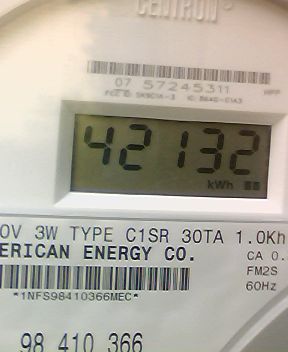 CENTRON
07 57245311
42132
kWh
0V 3W TYPE C1SR 30TA 1.0Kh
ERICAN ENERGY CO.
CA 0.
FM2S
*1NFS98410366MEC*
60Hz
98 410 366